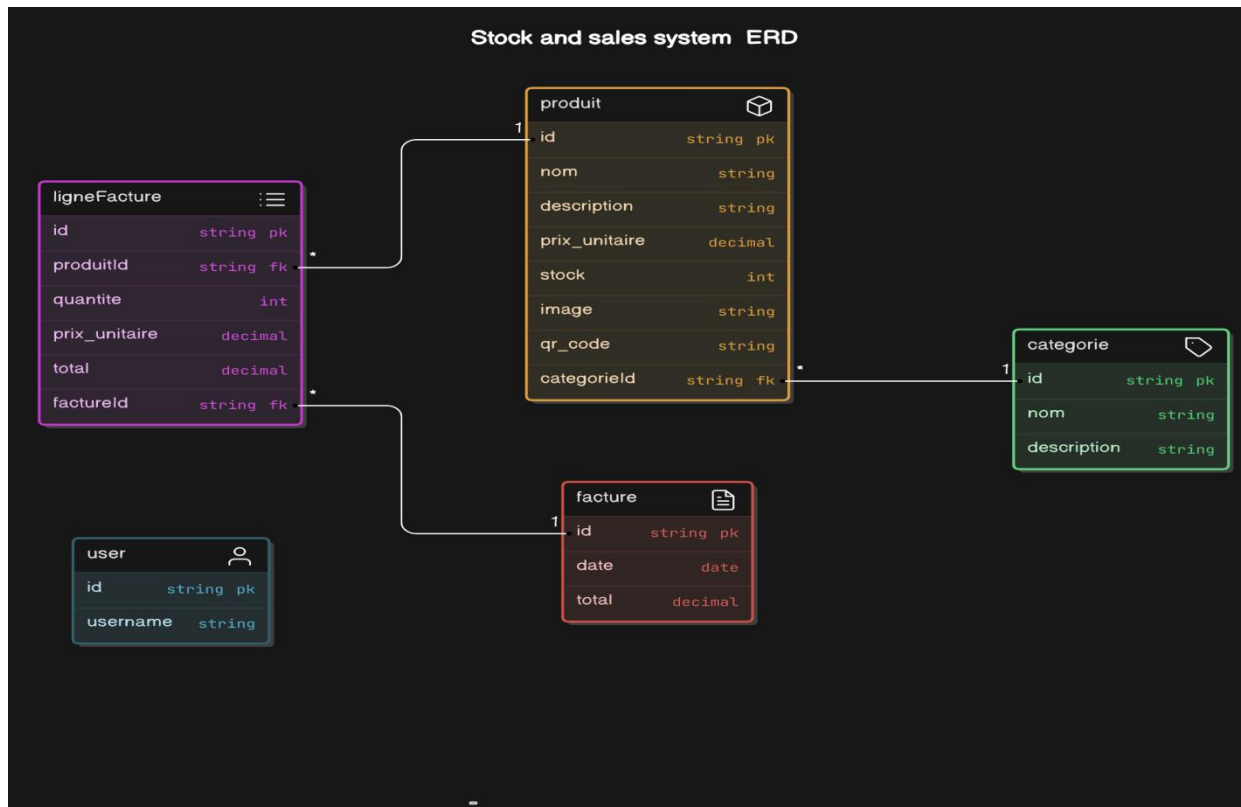 Stock and sales system ERD
produit
1
id string pk
nom string
description string
prix_unitaire decimal
stock int
image string
qr_code string
categorieId string fk *
ligneFacture
id string pk
produitId string fk *
quantite int
prix_unitaire decimal
total decimal
factureId string fk *
categorie
1 id string pk
nom string
description string
facture
1 id string pk
date date
total decimal
user
id string pk
username string